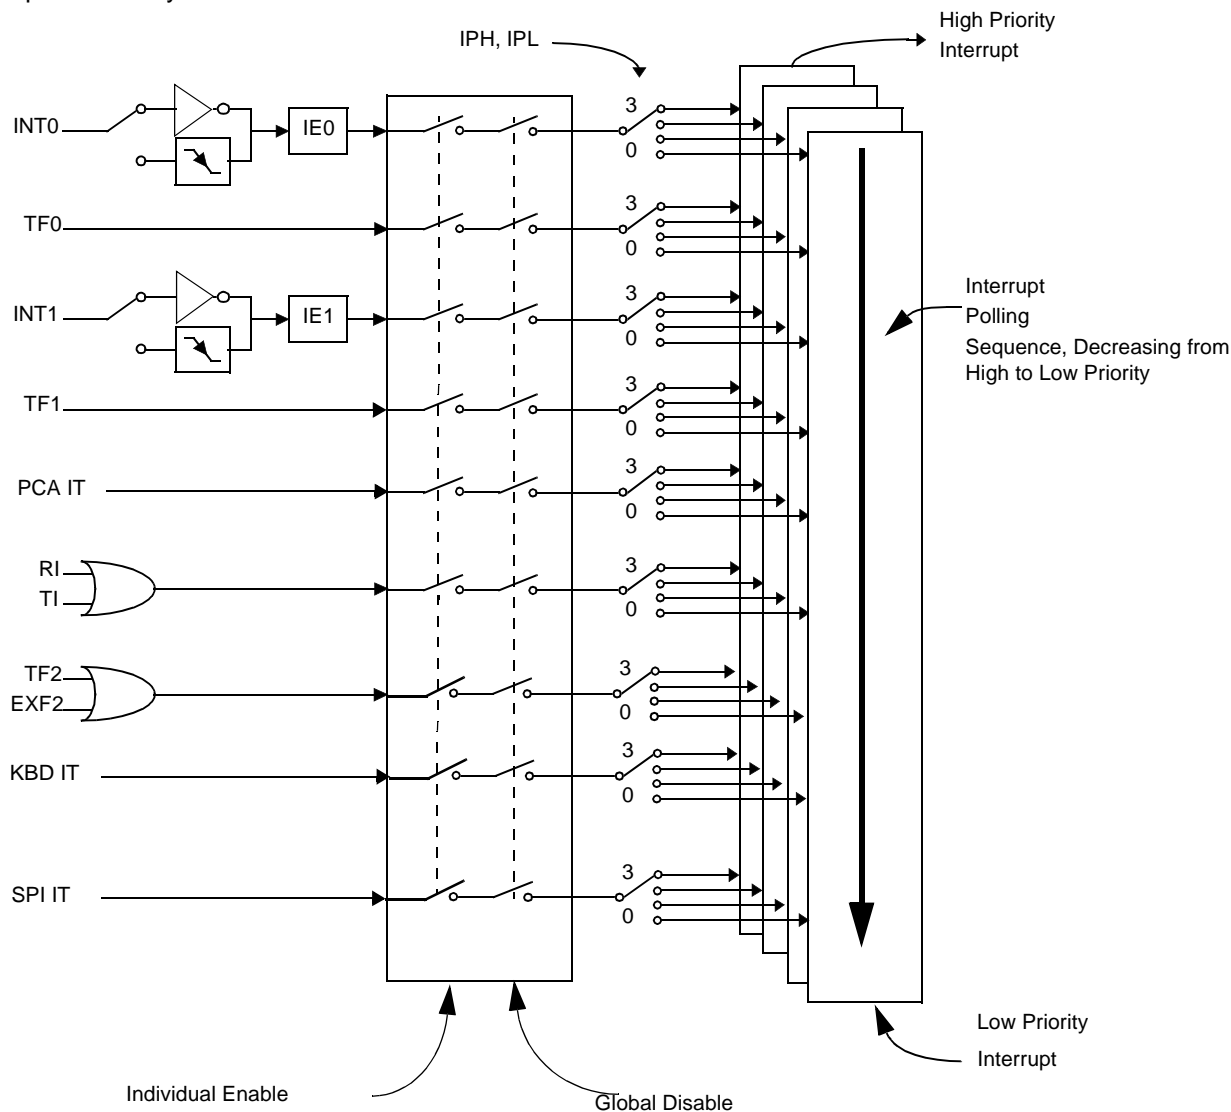 High Priority
Interrupt
IPH, IPL
INT0
IE0
3
0
TF0
3
0
INT1
IE1
3
0
Interrupt
Polling
Sequence, Decreasing from
High to Low Priority
TF1
3
0
PCA IT
3
0
RI
TI
3
0
TF2
EXF2
3
0
KBD IT
3
0
SPI IT
3
0
Low Priority
Interrupt
Individual Enable
Global Disable